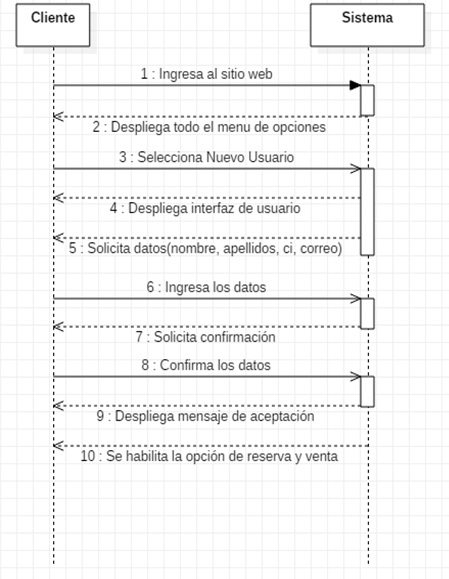 Cliente
Sistema
1 : Ingresa al sitio web
2 : Despliega todo el menu de opciones
3 : Selecciona Nuevo Usuario
4 : Despliega interfaz de usuario
5 : Solicita datos(nombre, apellidos, ci, correo)
6 : Ingresa los datos
7 : Solicita confirmación
8 : Confirma los datos
9 : Despliega mensaje de aceptación
10 : Se habilita la opción de reserva y venta